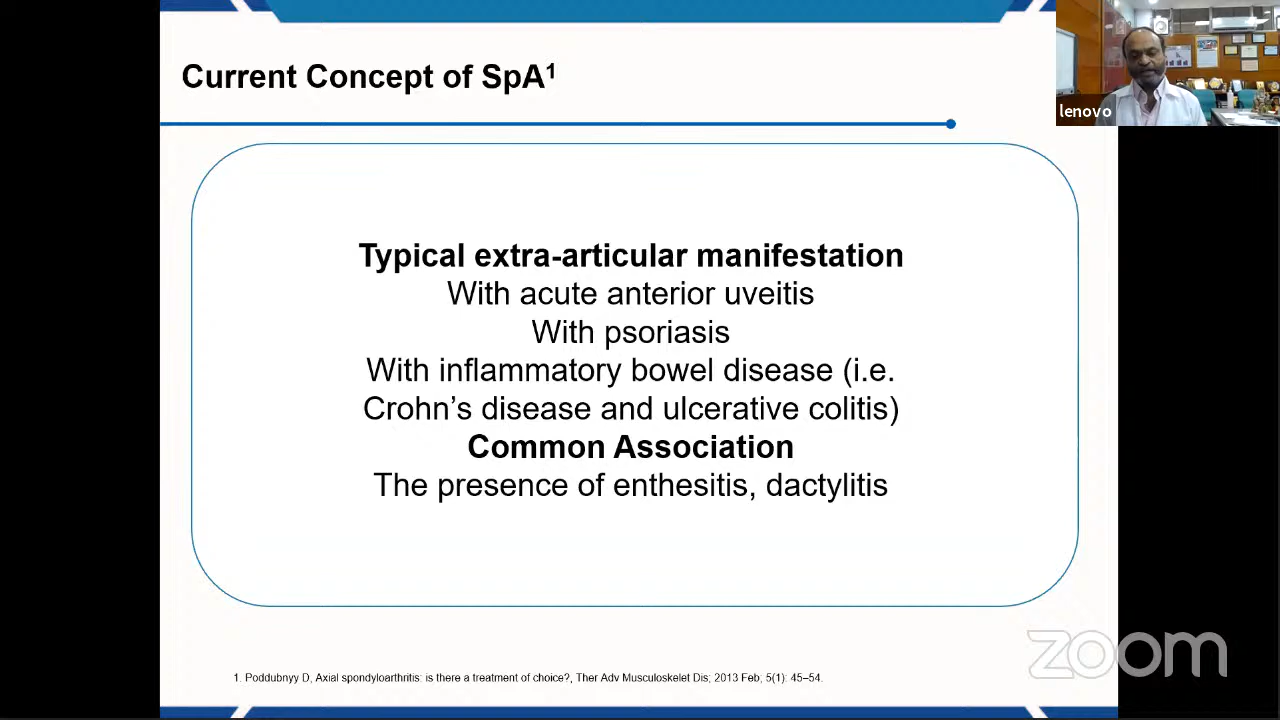 Current Concept of SpA1
lenovo
Typical extra-articular manifestation
With acute anterior uveitis
With psoriasis
With inflammatory bowel disease (i.e.
Crohn’s disease and ulcerative colitis)
Common Association
The presence of enthesitis, dactylitis
zoom
1. Poddubnyy D, Axial spondyloarthritis: is there a treatment of choice?, Ther Adv Musculoskelet Dis; 2013 Feb; 5(1): 45–54.